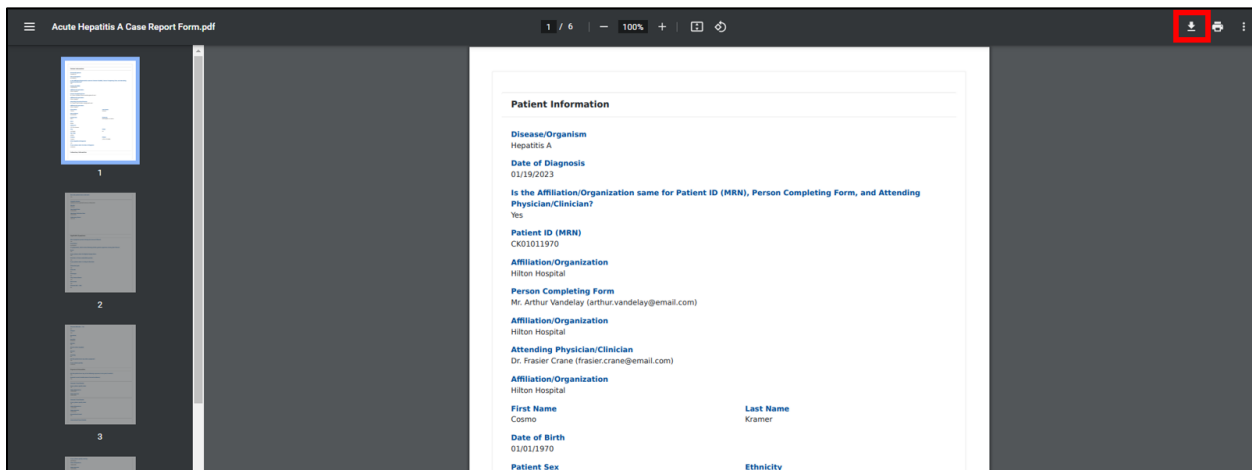 Acute Hepatitis A Case Report Form.pdf
1 / 6
100%
1
2
3
Patient Information
Disease/Organism
Hepatitis A
Date of Diagnosis
01/19/2023
Is the Affiliation/Organization same for Patient ID (MRN), Person Completing Form, and Attending
Physician/Clinician?
Yes
Patient ID (MRN)
CK01011970
Affiliation/Organization
Hilton Hospital
Person Completing Form
Mr. Arthur Vandelay (arthur.vandelay@email.com)
Affiliation/Organization
Hilton Hospital
Attending Physician/Clinician
Dr. Frasier Crane (frasier.crane@email.com)
Affiliation/Organization
Hilton Hospital
First Name Last Name
Cosmo Kramer
Date of Birth
01/01/1970
Patient Sex Ethnicity